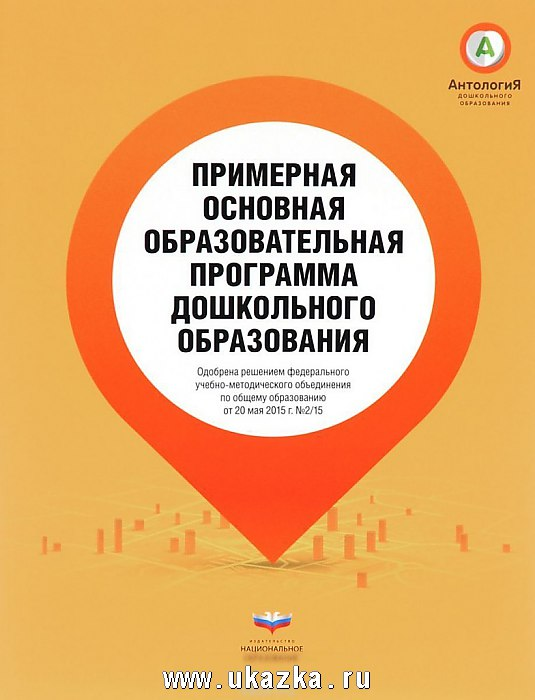 АнтологиЯ
ДОШКОЛЬНОГО
ОБРАЗОВАНИЯ
ПРИМЕРНАЯ
ОСНОВНАЯ
ОБРАЗОВАТЕЛЬНАЯ
ПРОГРАММА
ДОШКОЛЬНОГО
ОБРАЗОВАНИЯ
Одобрена решением федерального
учебно-методического объединения
по общему образованию
от 20 мая 2015 г. №2/15
ИЗДАТЕЛЬСТВО
НАЦИОНАЛЬНОЕ
www.ukazka.ru